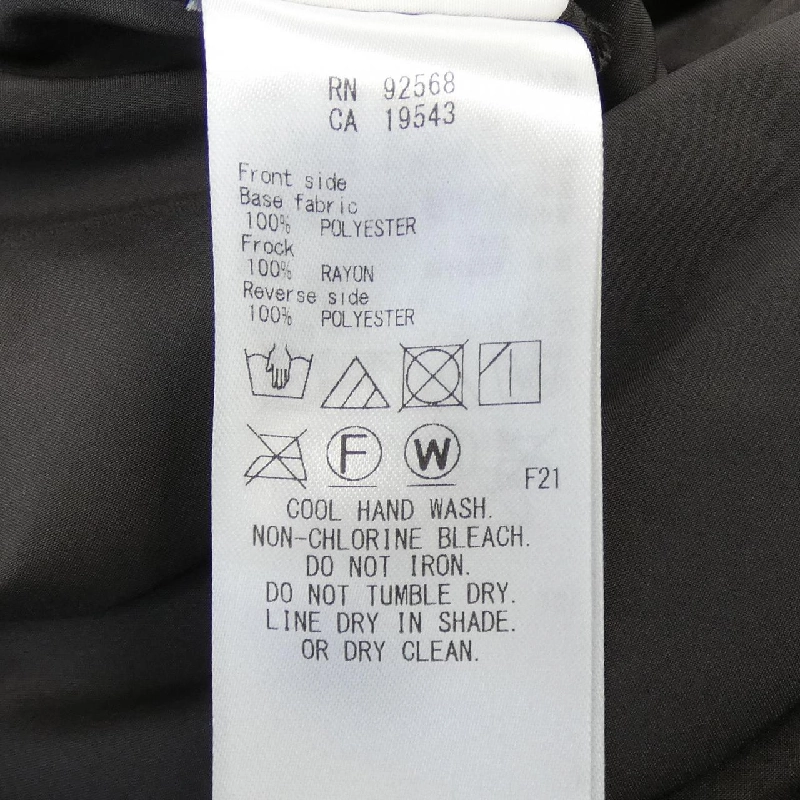 RN 92568
CA 19543
Front side
Base fabric
100% POLYESTER
Frock
100% RAYON
Reverse side
100% POLYESTER
F W
F21
COOL HAND WASH.
NON-CHLORINE BLEACH.
DO NOT IRON.
DO NOT TUMBLE DRY.
LINE DRY IN SHADE.
OR DRY CLEAN.